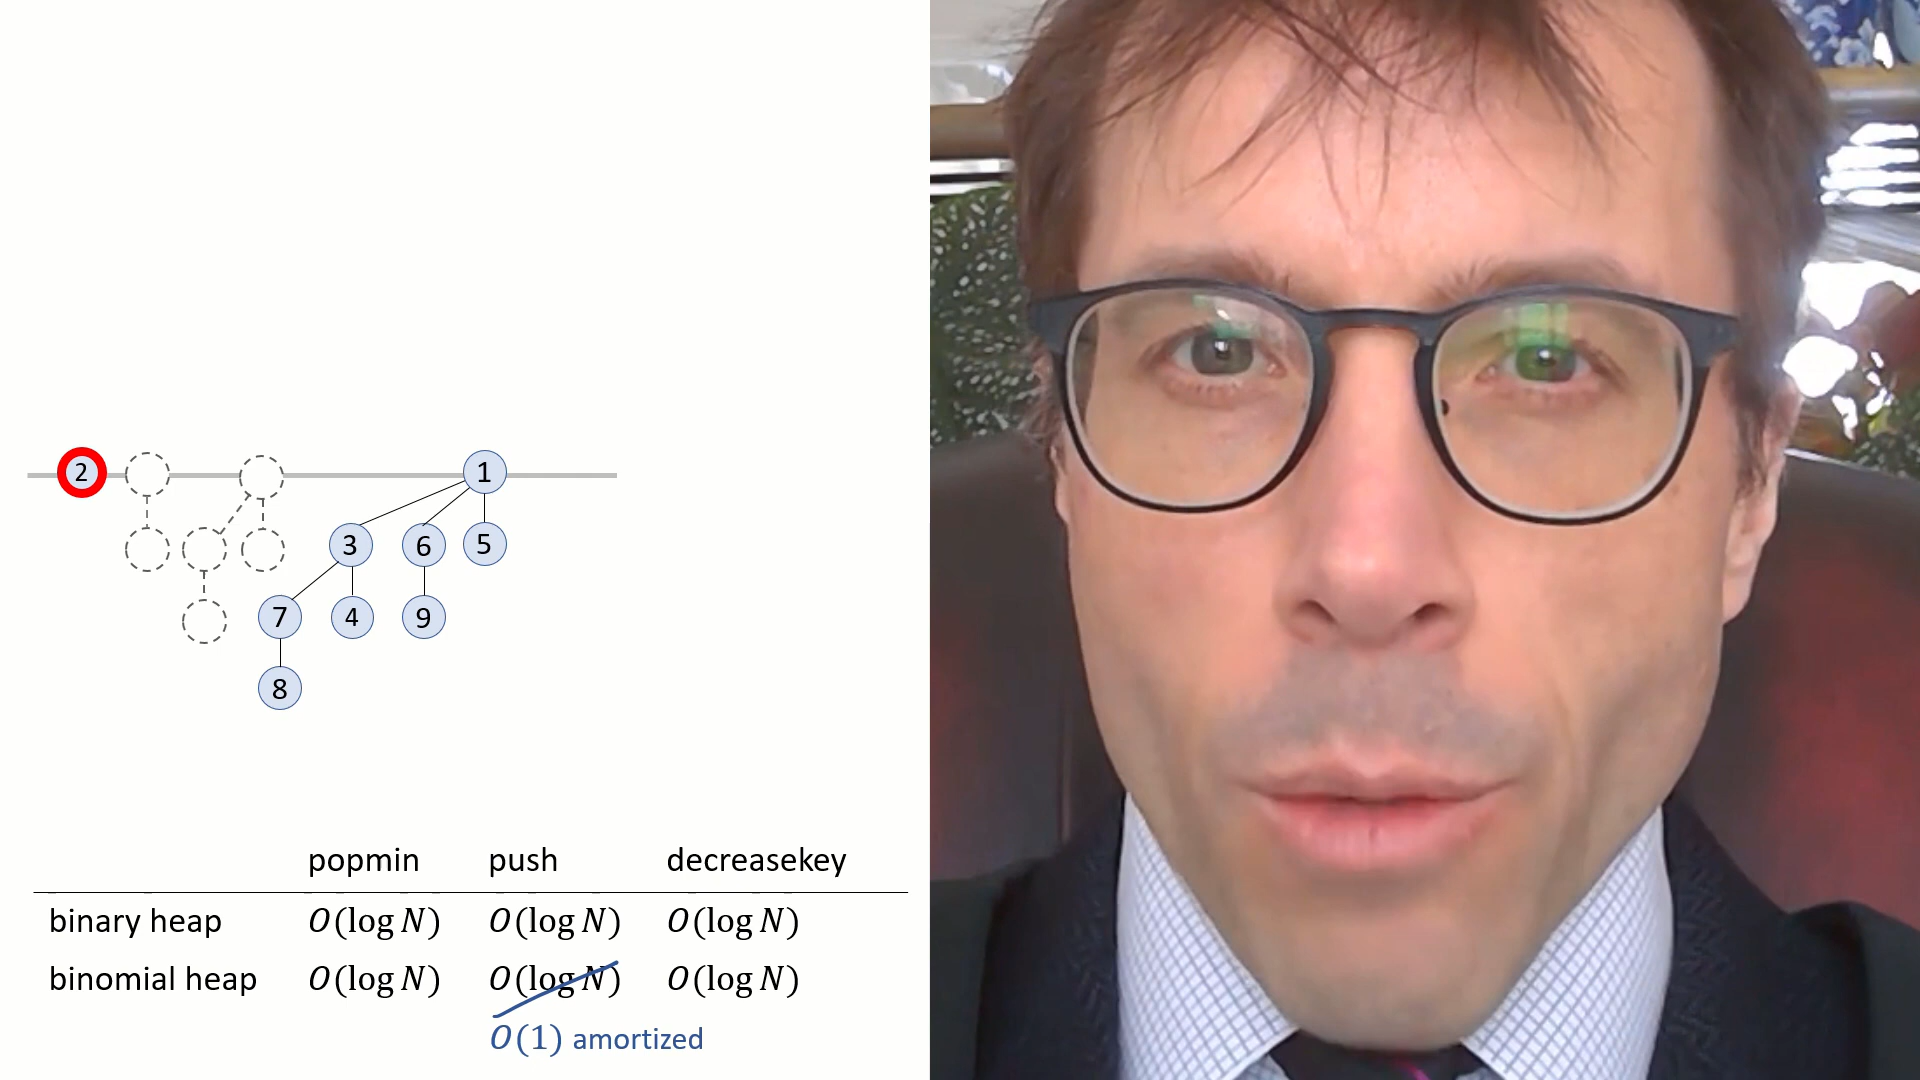 2 1
3 6 5
7 4 9
8
popmin push decreasekey
binary heap O(log N) O(log N) O(log N)
binomial heap O(log N) O(log N) O(log N)
O(1) amortized